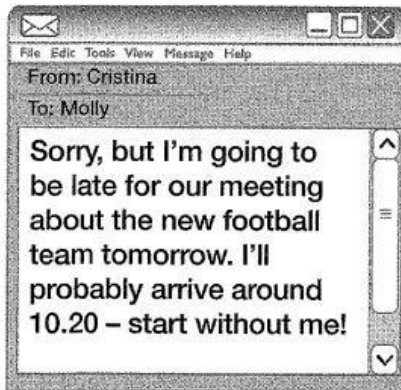 File Edic Tools View Message Help
From: Cristina
To: Molly
Sorry, but I'm going to
be late for our meeting
about the new football
team tomorrow. I'll
probably arrive around
10.20 – start without me!